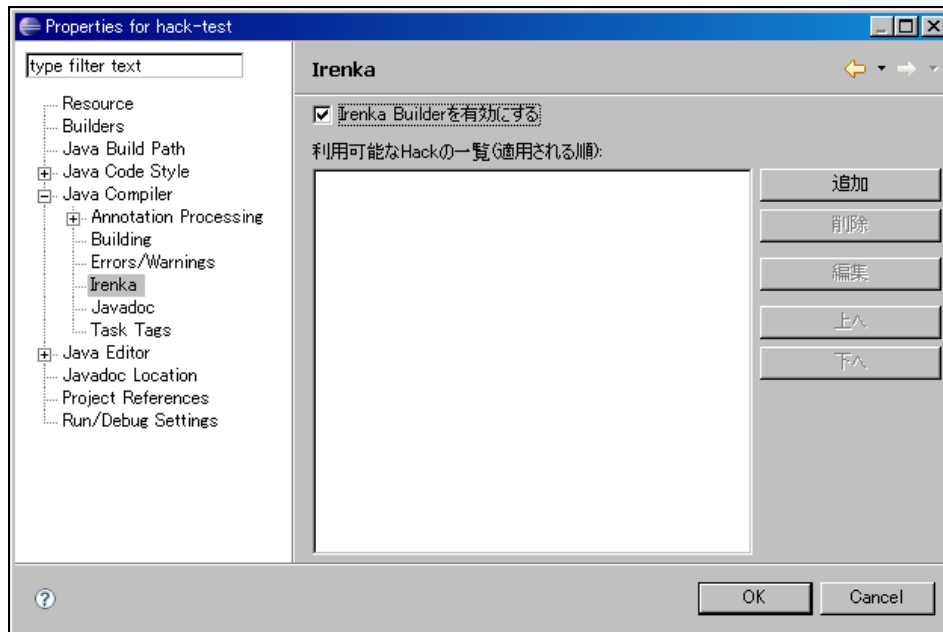 Properties for hack-test
type filter text
Resource
Builders
Java Build Path
Java Code Style
Java Compiler
Annotation Processing
Building
Errors/Warnings
Irenka
Javadoc
Task Tags
Java Editor
Javadoc Location
Project References
Run/Debug Settings
Irenka
Irenka Builderを有効にする
利用可能なHackの一覧(適用される順):
追加
削除
編集
上へ
下へ
OK
Cancel